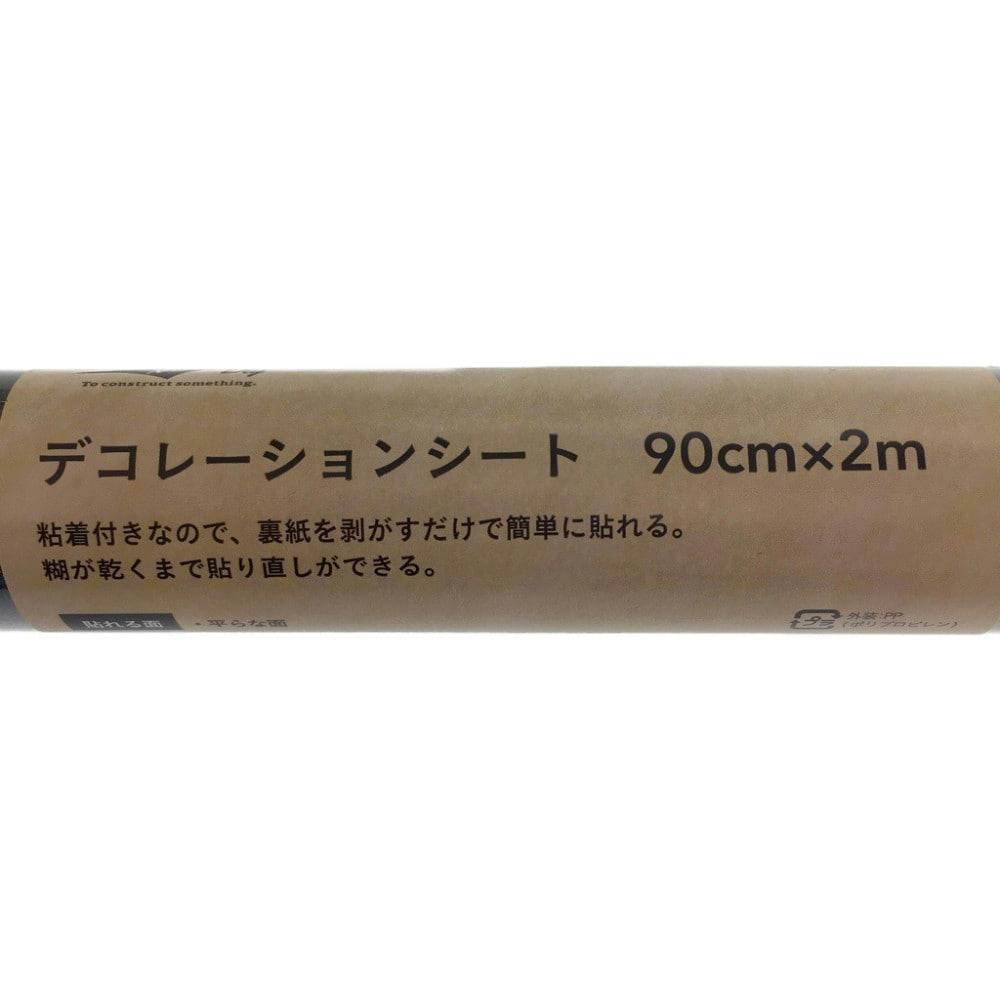 To construct something.
デコレーションシート 90cm×2m
粘着付きなので、裏紙を剥がすだけで簡単に貼れる。
糊が乾くまで貼り直しができる。
貼れる面 ・平らな面
プラ 外装:PP
(ポリプロピレン)